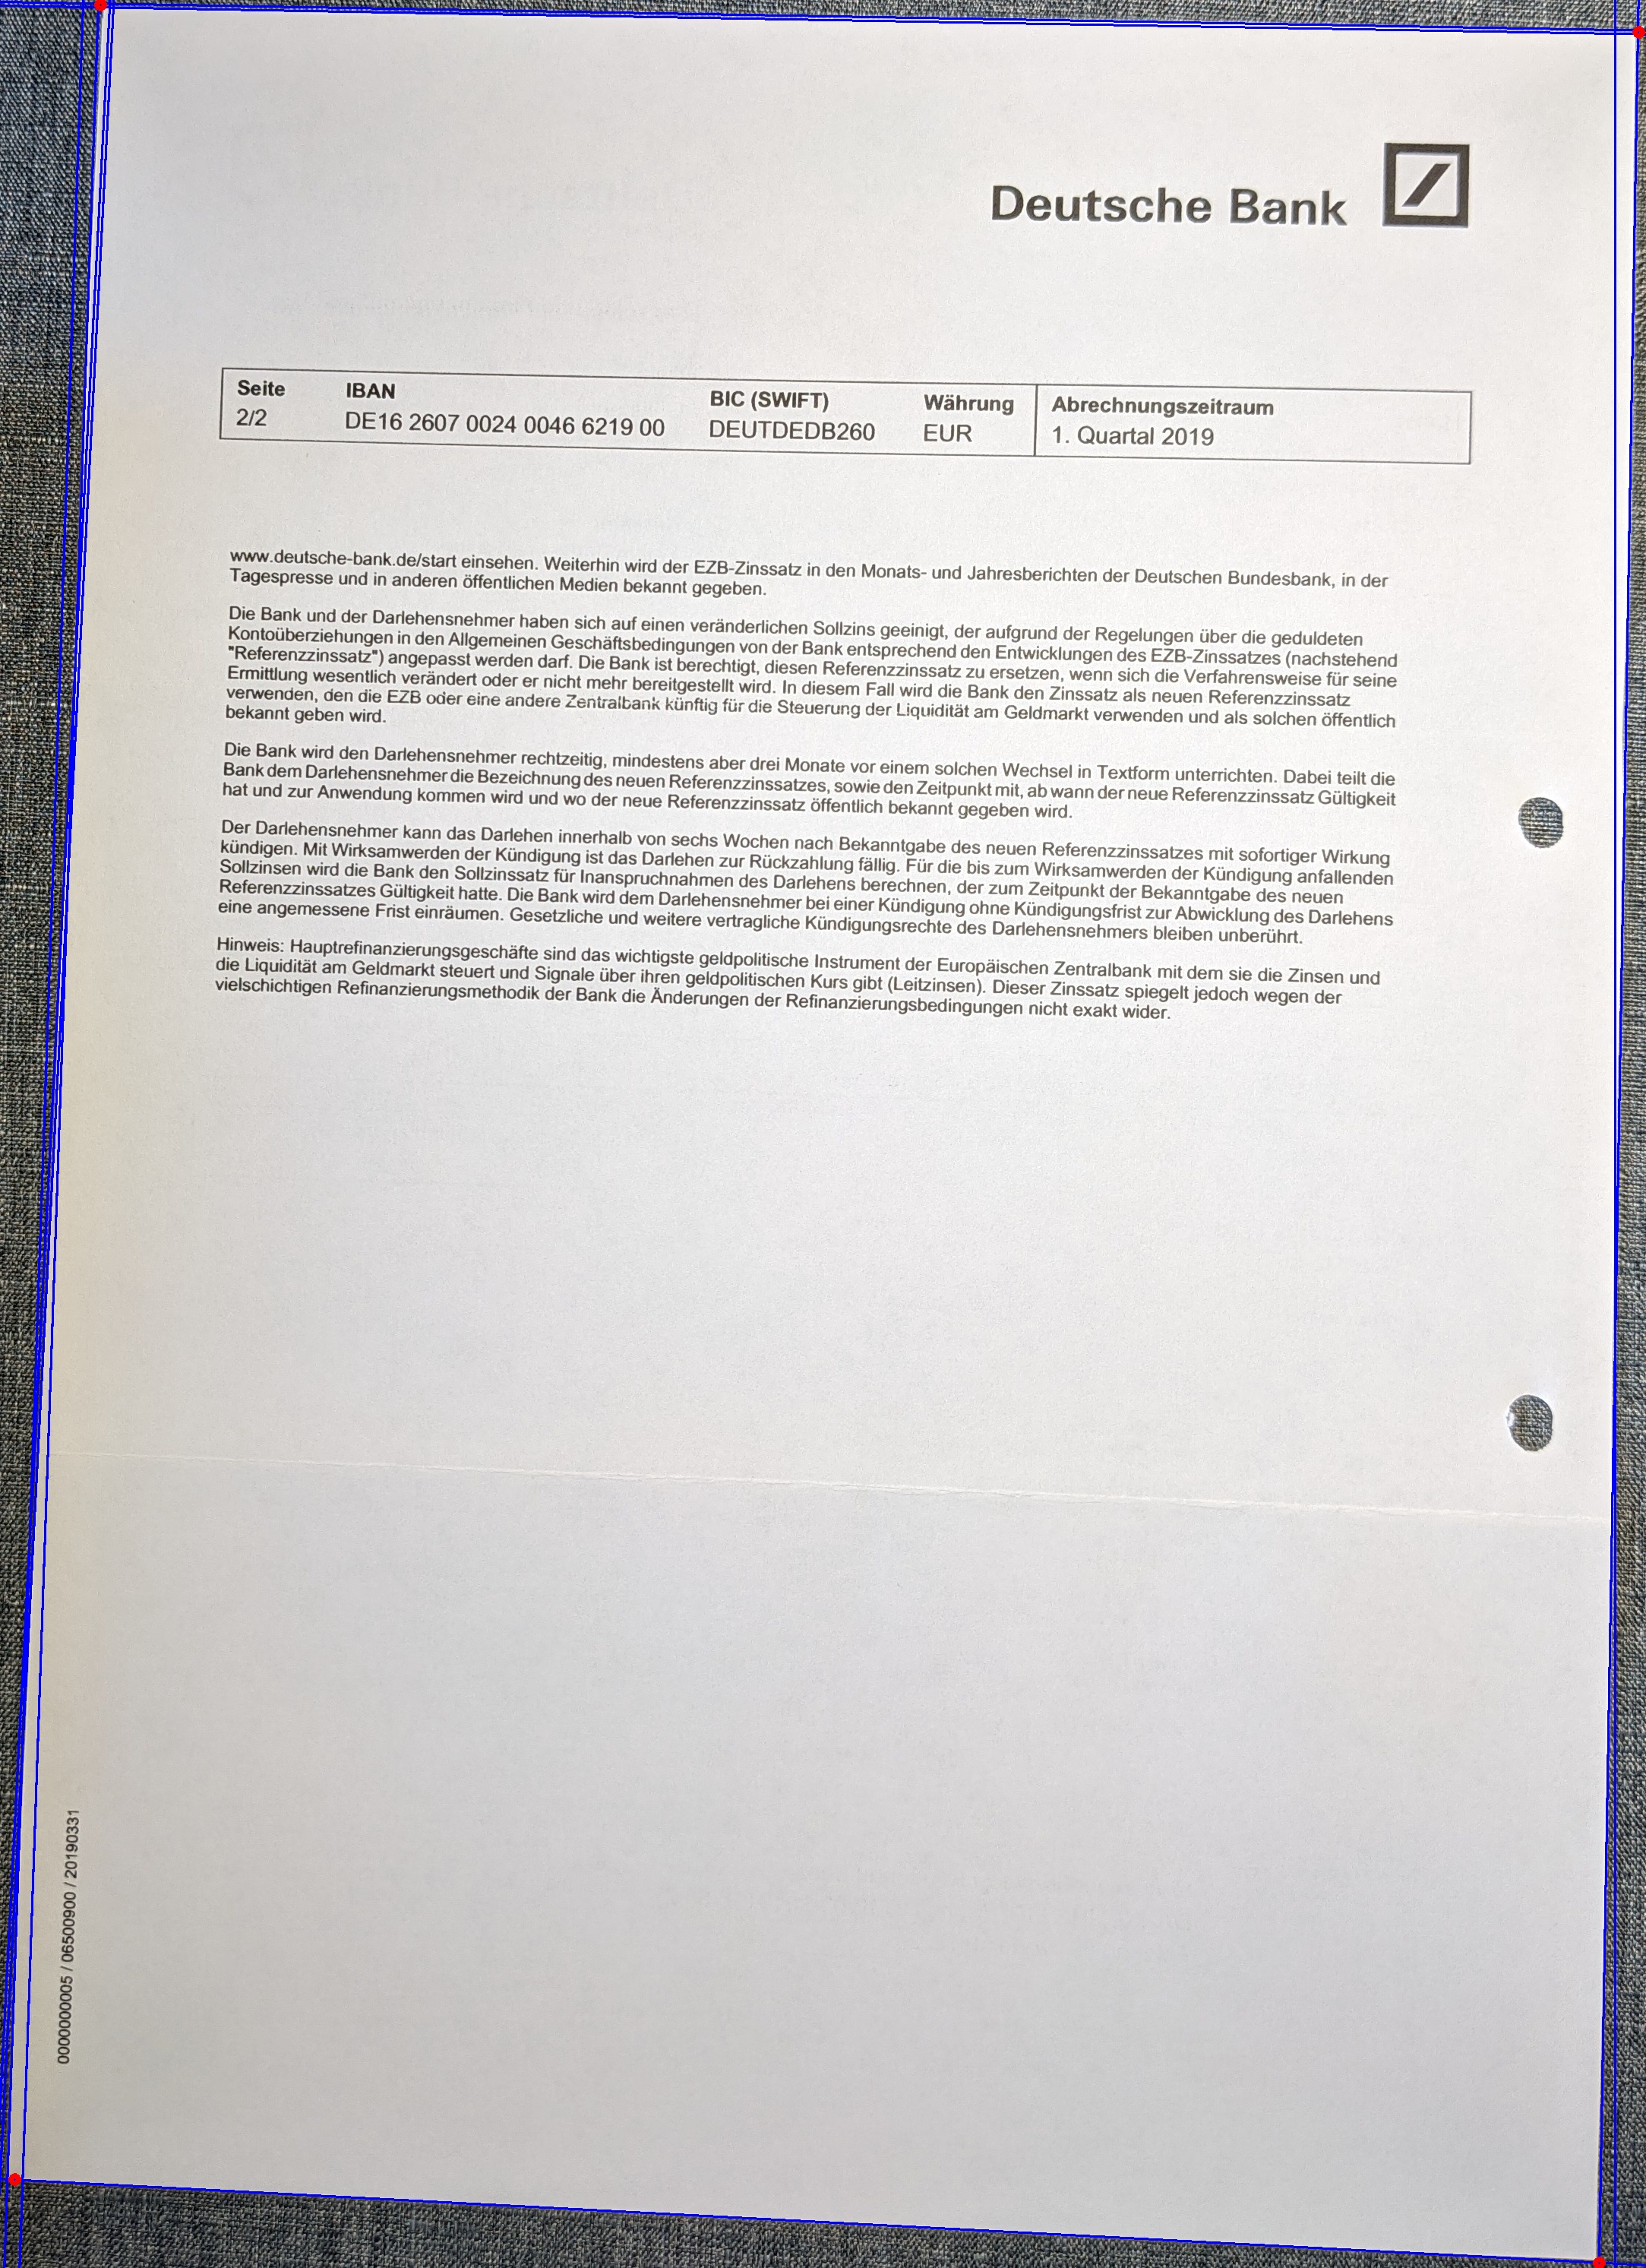 Deutsche Bank
Seite IBAN BIC (SWIFT) Währung Abrechnungszeitraum
2/2 DE16 2607 0024 0046 6219 00 DEUTDEDB260 EUR 1. Quartal 2019
www.deutsche-bank.de/start einsehen. Weiterhin wird der EZB-Zinssatz in den Monats- und Jahresberichten der Deutschen Bundesbank, in der
Tagespresse und in anderen öffentlichen Medien bekannt gegeben.
Die Bank und der Darlehensnehmer haben sich auf einen veränderlichen Sollzins geeinigt, der aufgrund der Regelungen über die geduldeten
Kontoüberziehungen in den Allgemeinen Geschäftsbedingungen von der Bank entsprechend den Entwicklungen des EZB-Zinssatzes (nachstehend
"Referenzzinssatz") angepasst werden darf. Die Bank ist berechtigt, diesen Referenzzinssatz zu ersetzen, wenn sich die Verfahrensweise für seine
Ermittlung wesentlich verändert oder er nicht mehr bereitgestellt wird. In diesem Fall wird die Bank den Zinssatz als neuen Referenzzinssatz
verwenden, den die EZB oder eine andere Zentralbank künftig für die Steuerung der Liquidität am Geldmarkt verwenden und als solchen öffentlich
bekannt geben wird.
Die Bank wird den Darlehensnehmer rechtzeitig, mindestens aber drei Monate vor einem solchen Wechsel in Textform unterrichten. Dabei teilt die
Bank dem Darlehensnehmer die Bezeichnung des neuen Referenzzinssatzes, sowie den Zeitpunkt mit, ab wann der neue Referenzzinssatz Gültigkeit
hat und zur Anwendung kommen wird und wo der neue Referenzzinssatz öffentlich bekannt gegeben wird.
Der Darlehensnehmer kann das Darlehen innerhalb von sechs Wochen nach Bekanntgabe des neuen Referenzzinssatzes mit sofortiger Wirkung
kündigen. Mit Wirksamwerden der Kündigung ist das Darlehen zur Rückzahlung fällig. Für die bis zum Wirksamwerden der Kündigung anfallenden
Sollzinsen wird die Bank den Sollzinssatz für Inanspruchnahmen des Darlehens berechnen, der zum Zeitpunkt der Bekanntgabe des neuen
Referenzzinssatzes Gültigkeit hatte. Die Bank wird dem Darlehensnehmer bei einer Kündigung ohne Kündigungsfrist zur Abwicklung des Darlehens
eine angemessene Frist einräumen. Gesetzliche und weitere vertragliche Kündigungsrechte des Darlehensnehmers bleiben unberührt.
Hinweis: Hauptrefinanzierungsgeschäfte sind das wichtigste geldpolitische Instrument der Europäischen Zentralbank mit dem sie die Zinsen und
die Liquidität am Geldmarkt steuert und Signale über ihren geldpolitischen Kurs gibt (Leitzinsen). Dieser Zinssatz spiegelt jedoch wegen der
vielschichtigen Refinanzierungsmethodik der Bank die Änderungen der Refinanzierungsbedingungen nicht exakt wider.
0000000005 / 06500900 / 20190331